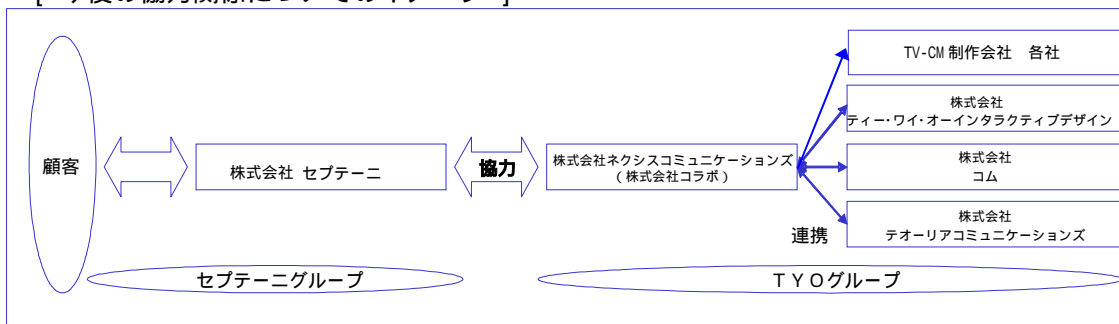 顧客
株式会社 セプテーニ
協力
株式会社ネクシスコミュニケーションズ
(株式会社コラボ)
TV-CM 制作会社 各社
株式会社
ティー・ワイ・オーインタラクティブデザイン
株式会社
コム
株式会社
テオーリアコミュニケーションズ
連携
セプテーニグループ
TYOグループ